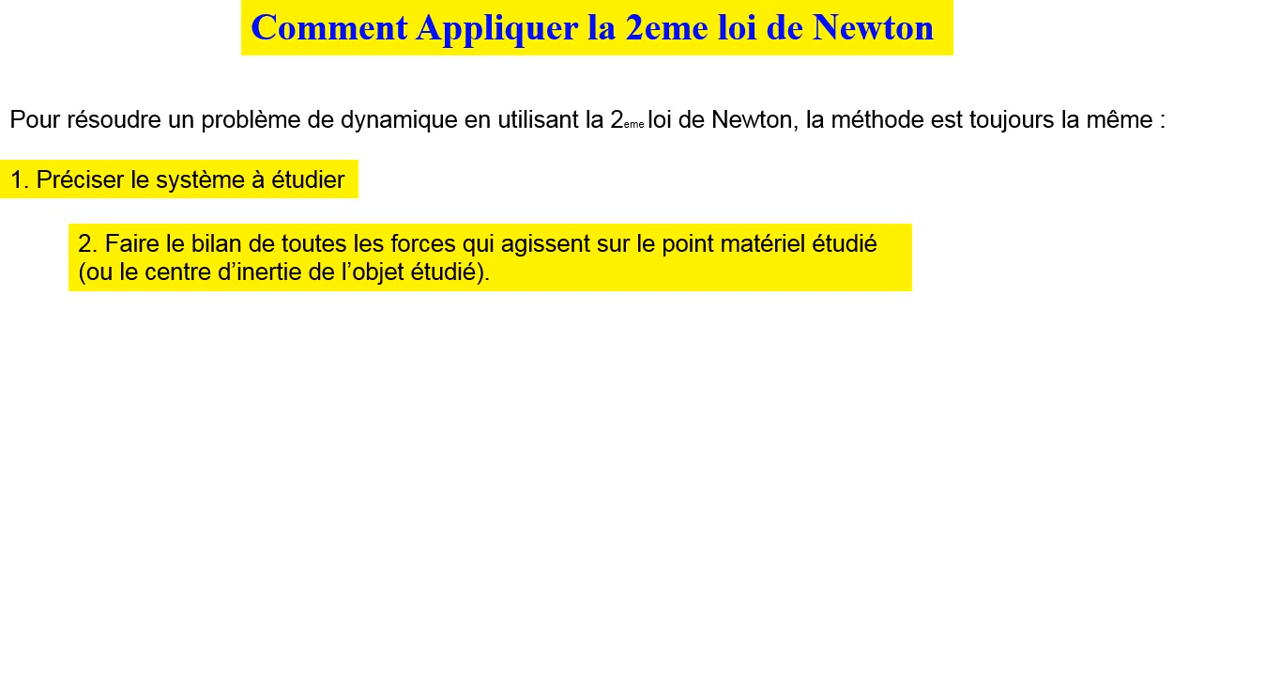 Comment Appliquer la 2eme loi de Newton
Pour résoudre un problème de dynamique en utilisant la 2eme loi de Newton, la méthode est toujours la même :
1. Préciser le système à étudier
2. Faire le bilan de toutes les forces qui agissent sur le point matériel étudié
(ou le centre d’inertie de l’objet étudié).